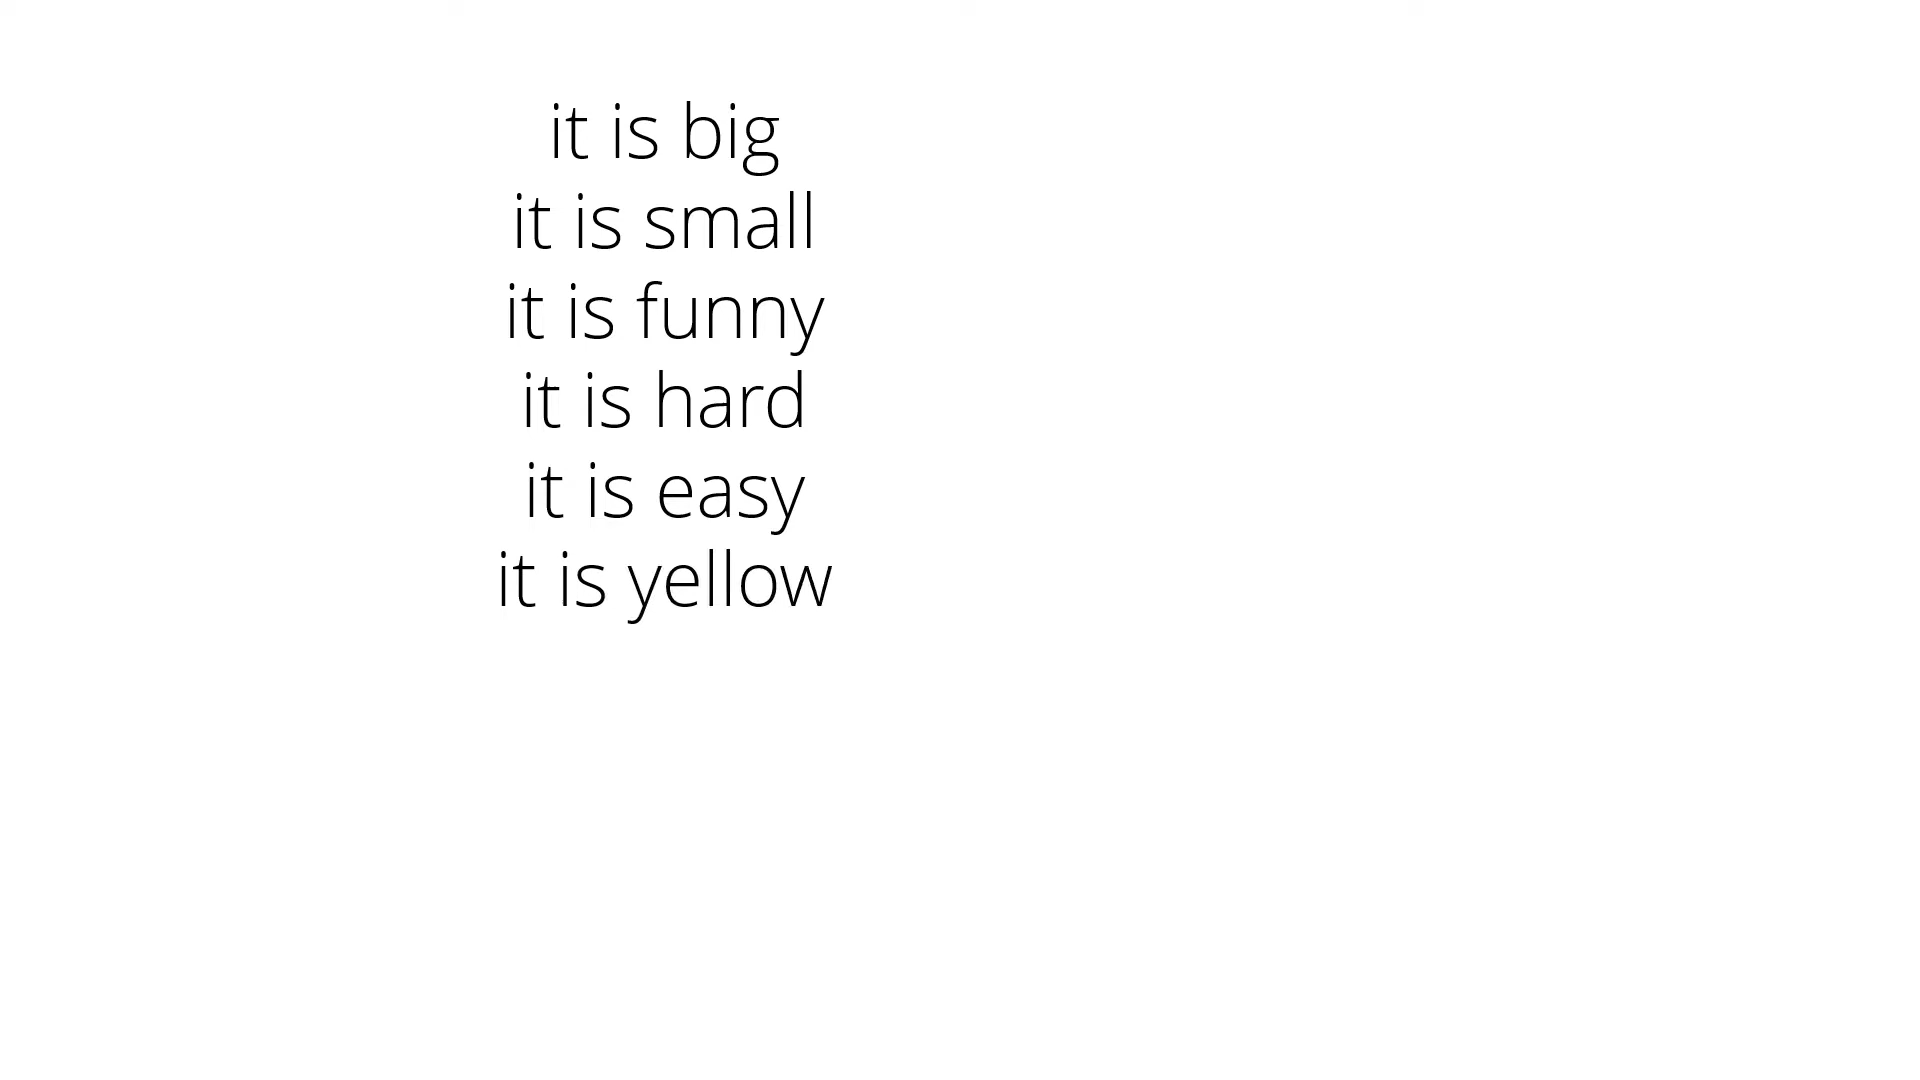 it is big
it is small
it is funny
it is hard
it is easy
it is yellow